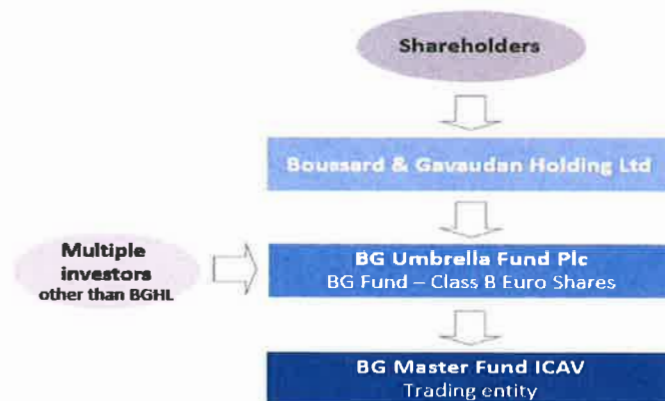 Shareholders
Boussard & Gavaudan Holding Ltd
Multiple
investors
other than BGHL
BG Umbrella Fund Plc
BG Fund – Class B Euro Shares
BG Master Fund ICAV
Trading entity